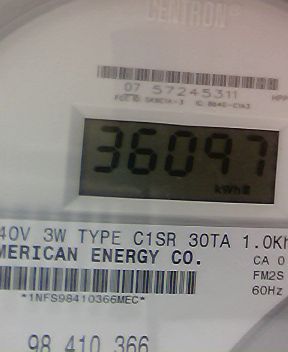 CENTRON®
07 57245311
36097
kWh
40V 3W TYPE C1SR 30TA 1.0Kh
MERICAN ENERGY CO.
CA 0
FM2S
60Hz
*1NFS98410366MEC*
98 410 366